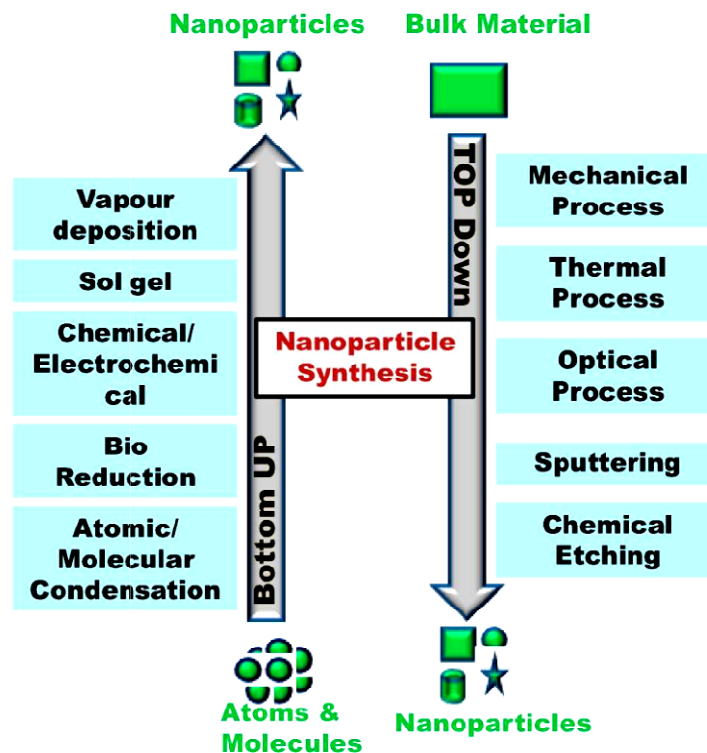 Nanoparticles
Bulk Material
Vapour
deposition
Sol gel
Chemical/
Electrochemi
cal
Bio
Reduction
Atomic/
Molecular
Condensation
Bottom UP
Nanoparticle
Synthesis
TOP Down
Mechanical
Process
Thermal
Process
Optical
Process
Sputtering
Chemical
Etching
Atoms &
Molecules
Nanoparticles